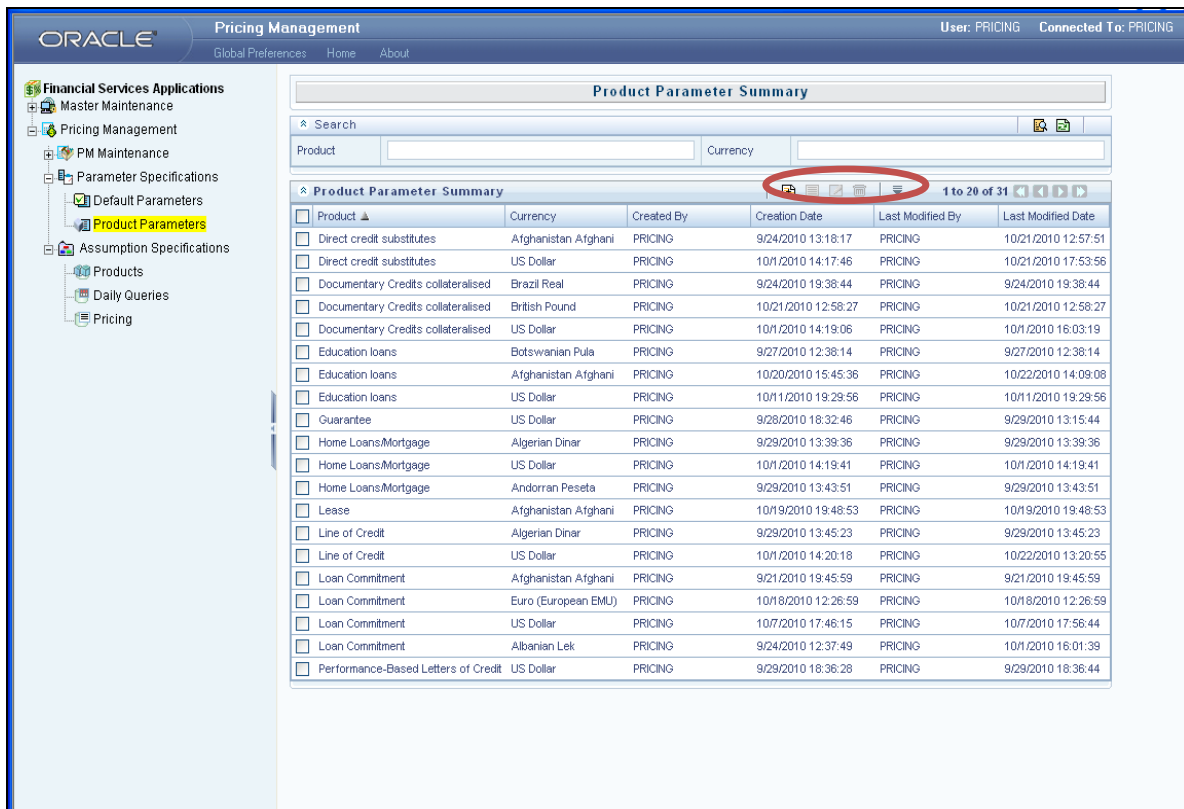 ORACLE
Pricing Management
User: PRICING Connected To: PRICING
Global Preferences Home About
Financial Services Applications
Master Maintenance
Pricing Management
PM Maintenance
Parameter Specifications
Default Parameters
Product Parameters
Assumption Specifications
Products
Daily Queries
Pricing
Product Parameter Summary
Search
Product Currency
Product Parameter Summary 1 to 20 of 31
Product Currency Created By Creation Date Last Modified By Last Modified Date
Direct credit substitutes Afghanistan Afghani PRICING 9/24/2010 13:18:17 PRICING 10/21/2010 12:57:51
Direct credit substitutes US Dollar PRICING 10/1/2010 14:17:46 PRICING 10/21/2010 17:53:56
Documentary Credits collateralised Brazil Real PRICING 9/24/2010 19:38:44 PRICING 9/24/2010 19:38:44
Documentary Credits collateralised British Pound PRICING 10/21/2010 12:58:27 PRICING 10/21/2010 12:58:27
Documentary Credits collateralised US Dollar PRICING 10/1/2010 14:19:06 PRICING 10/1/2010 16:03:19
Education loans Botswanian Pula PRICING 9/27/2010 12:38:14 PRICING 9/27/2010 12:38:14
Education loans Afghanistan Afghani PRICING 10/20/2010 15:45:36 PRICING 10/22/2010 14:09:08
Education loans US Dollar PRICING 10/11/2010 19:29:56 PRICING 10/11/2010 19:29:56
Guarantee US Dollar PRICING 9/28/2010 18:32:46 PRICING 9/29/2010 13:15:44
Home Loans/Mortgage Algerian Dinar PRICING 9/29/2010 13:39:36 PRICING 9/29/2010 13:39:36
Home Loans/Mortgage US Dollar PRICING 10/1/2010 14:19:41 PRICING 10/1/2010 14:19:41
Home Loans/Mortgage Andorran Peseta PRICING 9/29/2010 13:43:51 PRICING 9/29/2010 13:43:51
Lease Afghanistan Afghani PRICING 10/19/2010 19:48:53 PRICING 10/19/2010 19:48:53
Line of Credit Algerian Dinar PRICING 9/29/2010 13:45:23 PRICING 9/29/2010 13:45:23
Line of Credit US Dollar PRICING 10/1/2010 14:20:18 PRICING 10/22/2010 13:20:55
Loan Commitment Afghanistan Afghani PRICING 9/21/2010 19:45:59 PRICING 9/21/2010 19:45:59
Loan Commitment Euro (European EMU) PRICING 10/18/2010 12:26:59 PRICING 10/18/2010 12:26:59
Loan Commitment US Dollar PRICING 10/7/2010 17:46:15 PRICING 10/7/2010 17:56:44
Loan Commitment Albanian Lek PRICING 9/24/2010 12:37:49 PRICING 10/1/2010 16:01:39
Performance-Based Letters of Credit US Dollar PRICING 9/29/2010 18:36:28 PRICING 9/29/2010 18:36:44